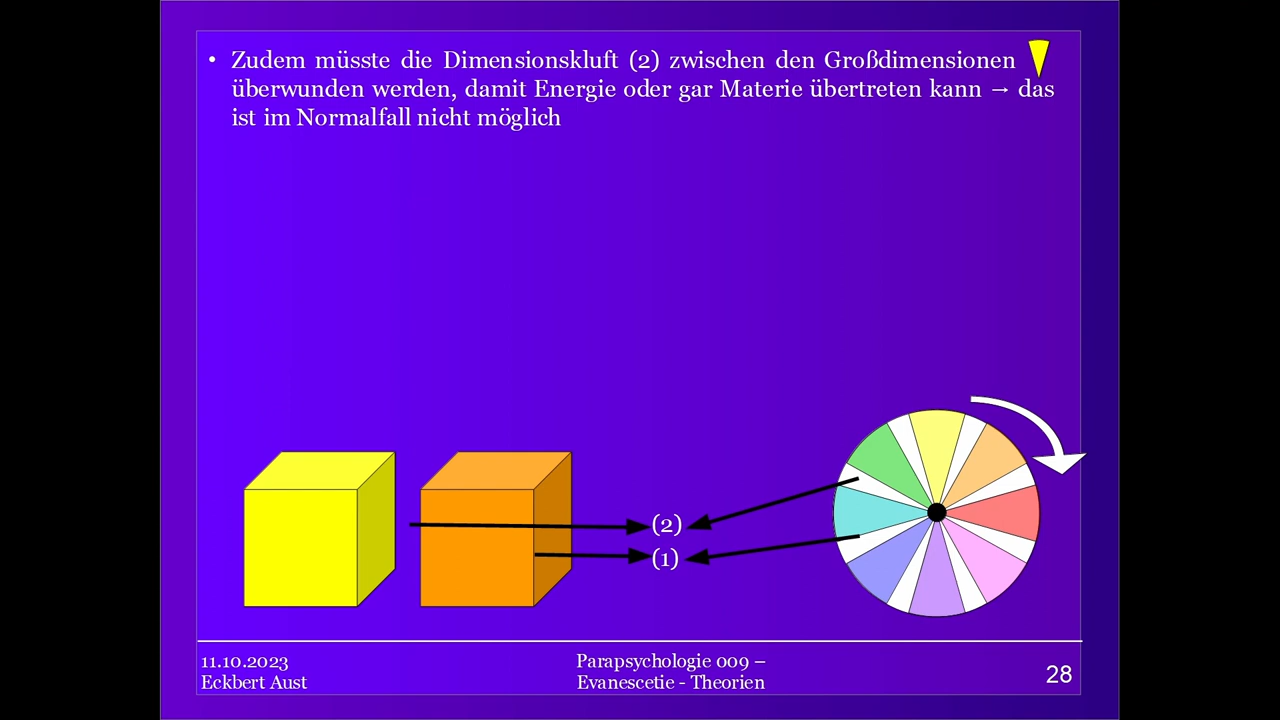 • Zudem müsste die Dimensionskluft (2) zwischen den Großdimensionen
überwunden werden, damit Energie oder gar Materie übertreten kann → das
ist im Normalfall nicht möglich
(2)
(1)
11.10.2023
Eckbert Aust
Parapsychologie 009 –
Evanescetie - Theorien
28